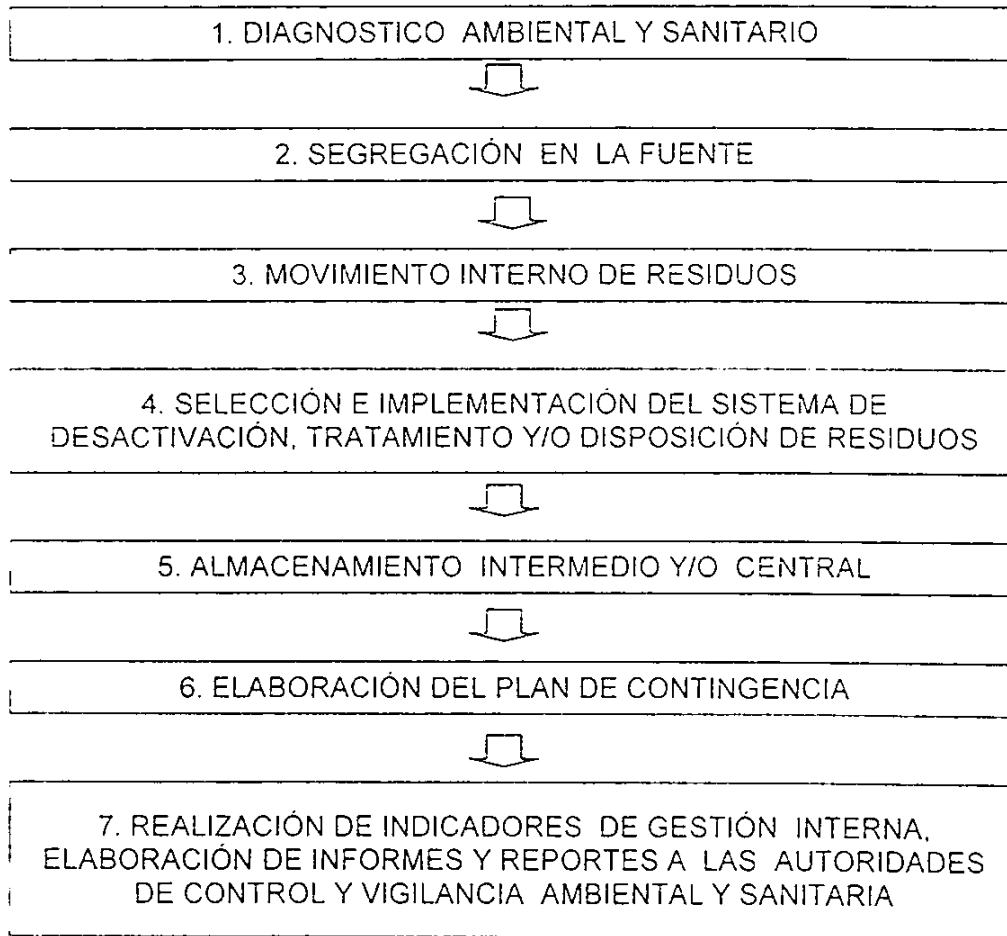 1. DIAGNOSTICO AMBIENTAL Y SANITARIO
2. SEGREGACIÓN EN LA FUENTE
3. MOVIMIENTO INTERNO DE RESIDUOS
4. SELECCIÓN E IMPLEMENTACIÓN DEL SISTEMA DE
DESACTIVACIÓN, TRATAMIENTO Y/O DISPOSICIÓN DE RESIDUOS
5. ALMACENAMIENTO INTERMEDIO Y/O CENTRAL
6. ELABORACIÓN DEL PLAN DE CONTINGENCIA
7. REALIZACIÓN DE INDICADORES DE GESTIÓN INTERNA,
ELABORACIÓN DE INFORMES Y REPORTES A LAS AUTORIDADES
DE CONTROL Y VIGILANCIA AMBIENTAL Y SANITARIA